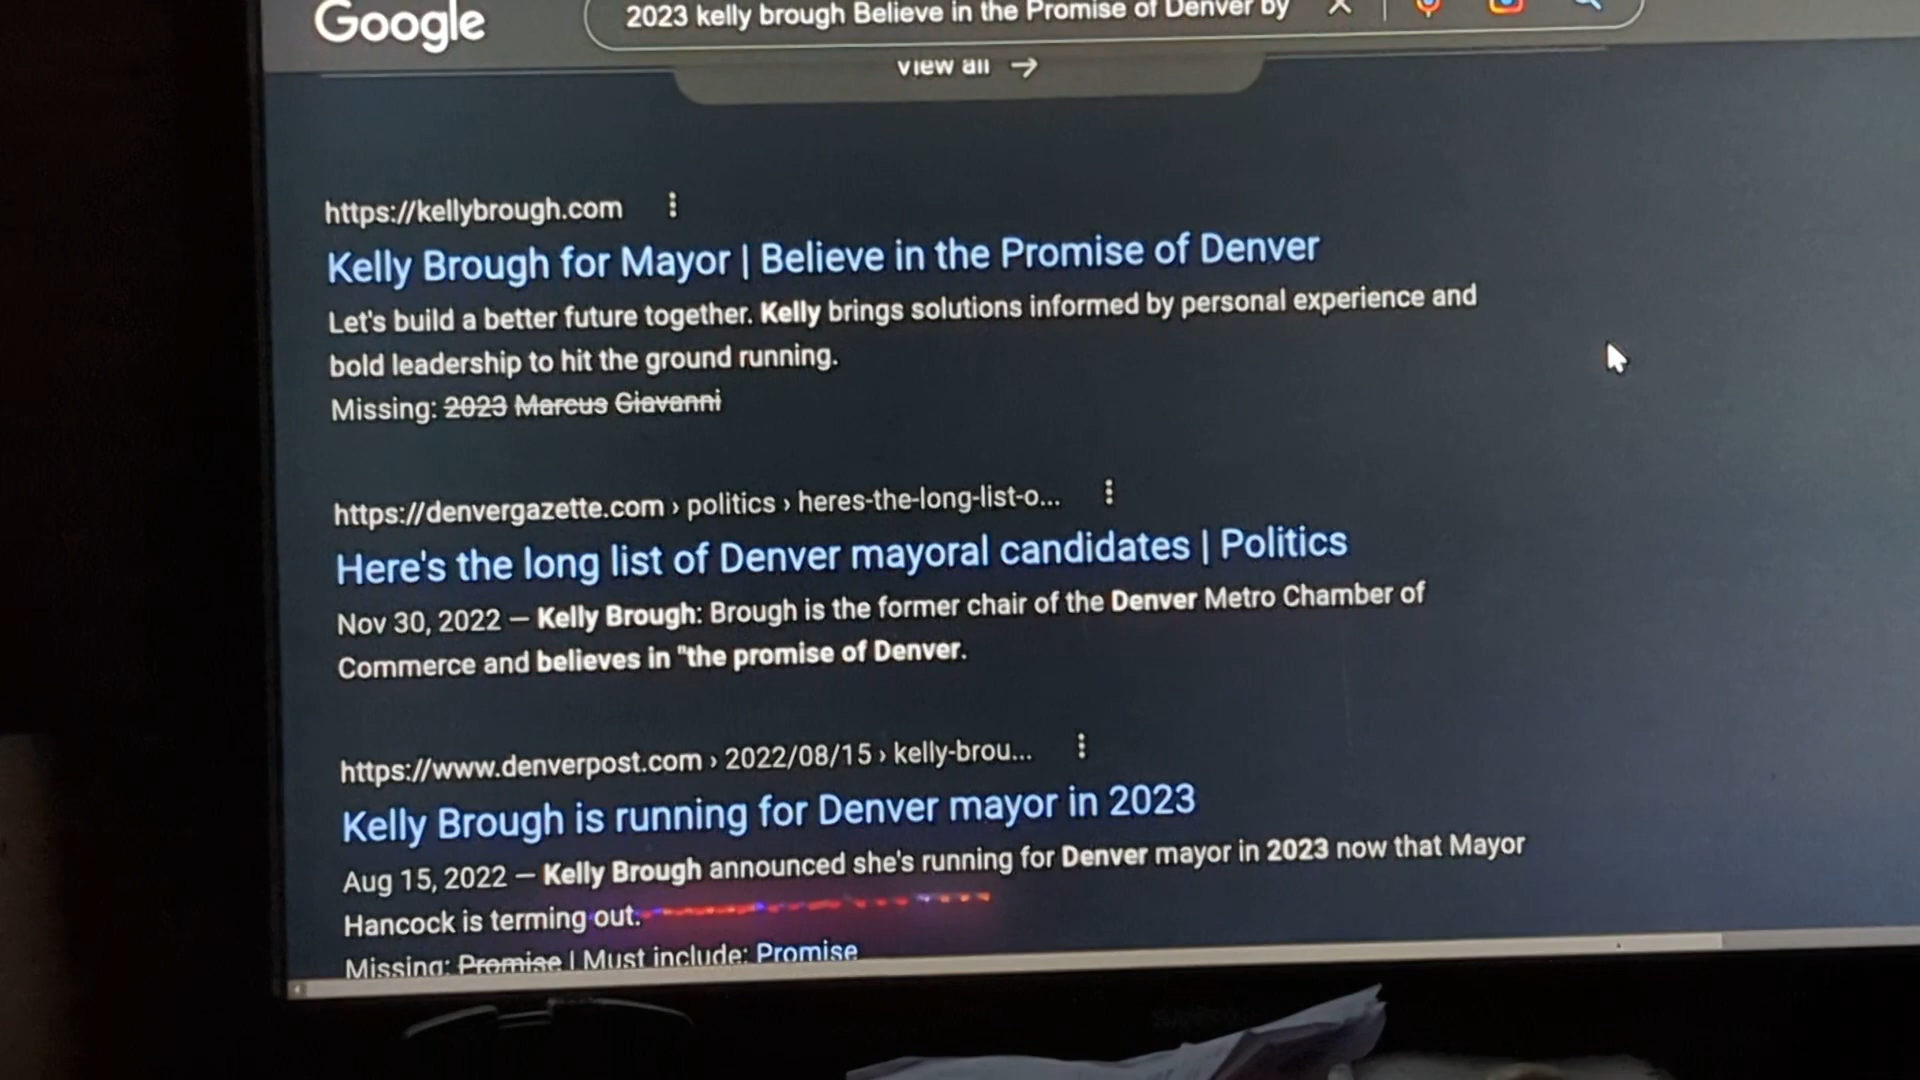 Google
2023 kelly brough Believe in the Promise of Denver by
View all →
https://kellybrough.com
Kelly Brough for Mayor | Believe in the Promise of Denver
Let's build a better future together. Kelly brings solutions informed by personal experience and
bold leadership to hit the ground running.
Missing: 2023 Marcus Giavanni
https://denvergazette.com › politics › heres-the-long-list-o...
Here's the long list of Denver mayoral candidates | Politics
Nov 30, 2022 — Kelly Brough: Brough is the former chair of the Denver Metro Chamber of
Commerce and believes in "the promise of Denver.
https://www.denverpost.com › 2022/08/15 › kelly-brou...
Kelly Brough is running for Denver mayor in 2023
Aug 15, 2022 — Kelly Brough announced she's running for Denver mayor in 2023 now that Mayor
Hancock is terming out.
Missing: Promise | Must include: Promise